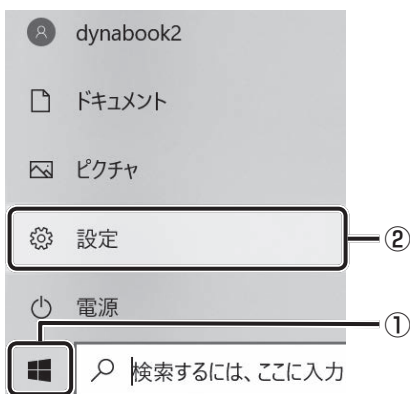 dynabook2
ドキュメント
ピクチャ
設定
②
電源
①
検索するには、ここに入力